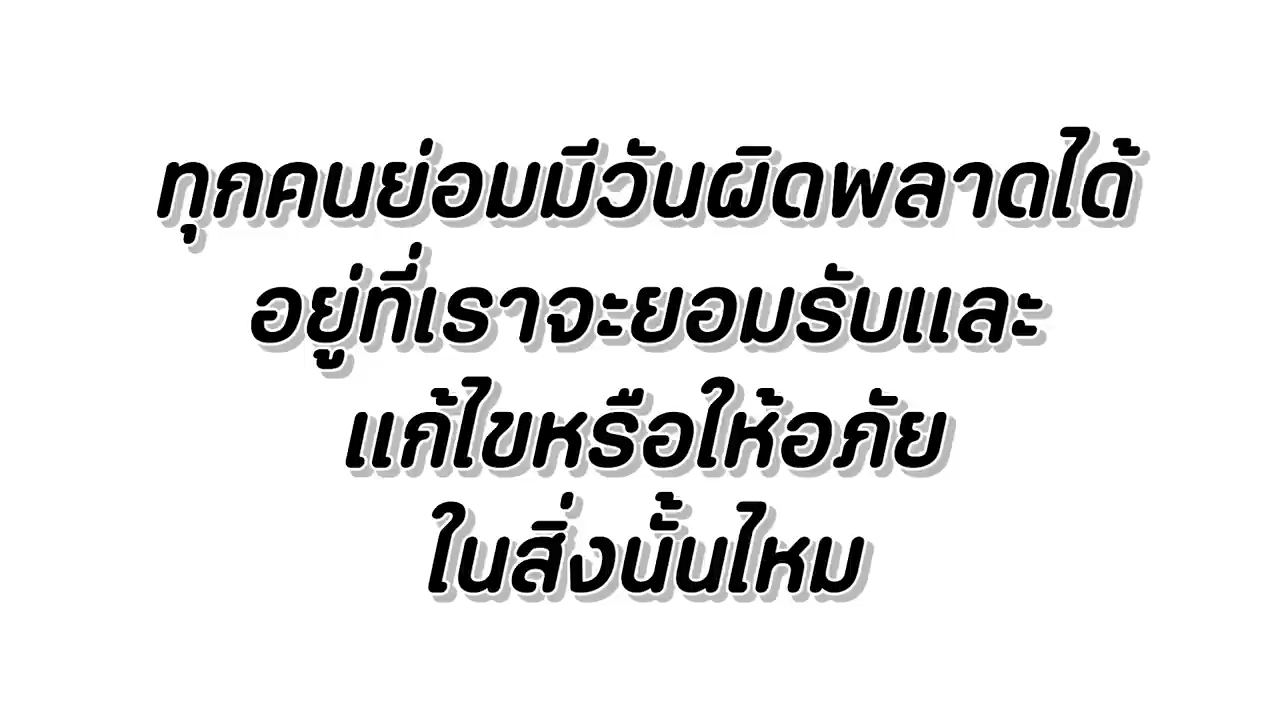 ทุกคนย่อมมีวันผิดพลาดได้
อยู่ที่เราจะยอมรับและ
แก้ไขหรือให้อภัย
ในสิ่งนั้นไหม